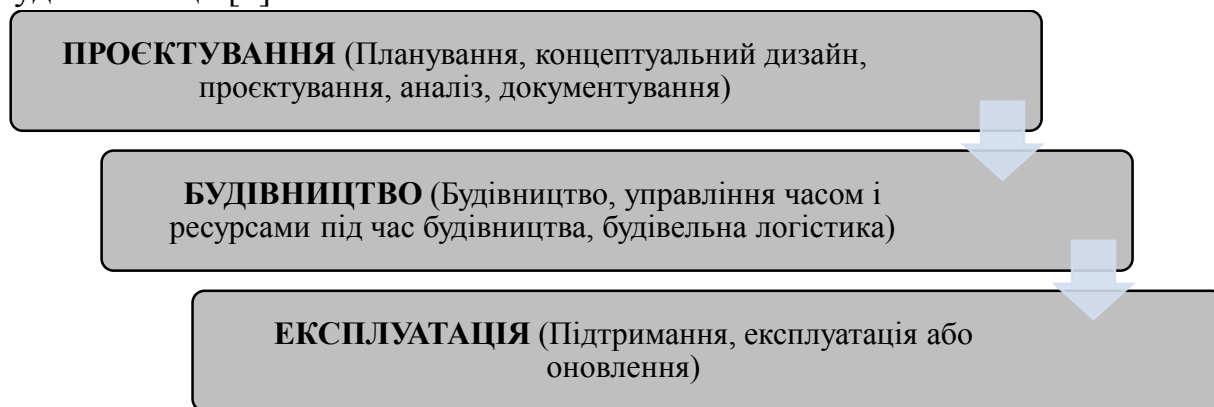 ПРОЄКТУВАННЯ (Планування, концептуальний дизайн,
проєктування, аналіз, документування)
БУДІВНИЦТВО (Будівництво, управління часом і
ресурсами під час будівництва, будівельна логістика)
ЕКСПЛУАТАЦІЯ (Підтримання, експлуатація або
оновлення)